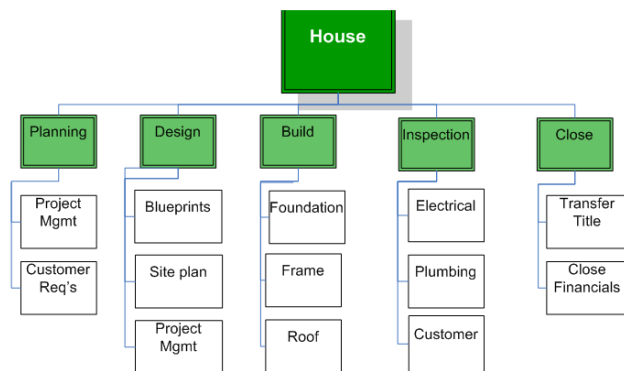 House
Planning
Design
Build
Inspection
Close
Project
Mgmt
Blueprints
Foundation
Electrical
Transfer
Title
Customer
Req's
Site plan
Frame
Plumbing
Close
Financials
Project
Mgmt
Roof
Customer